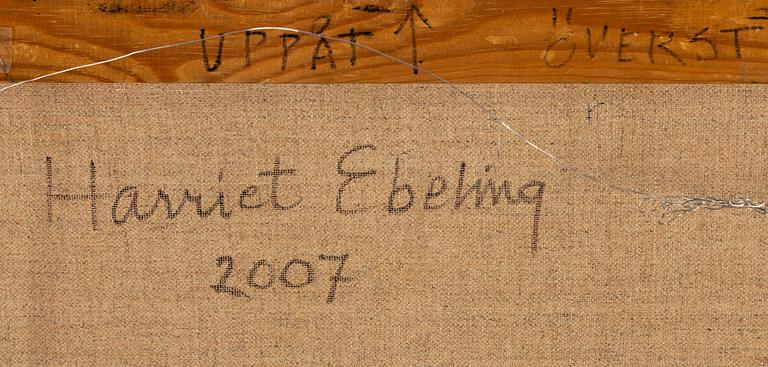 UPPÅT ↑ ÖVERST
Harriet Ebeling
2007